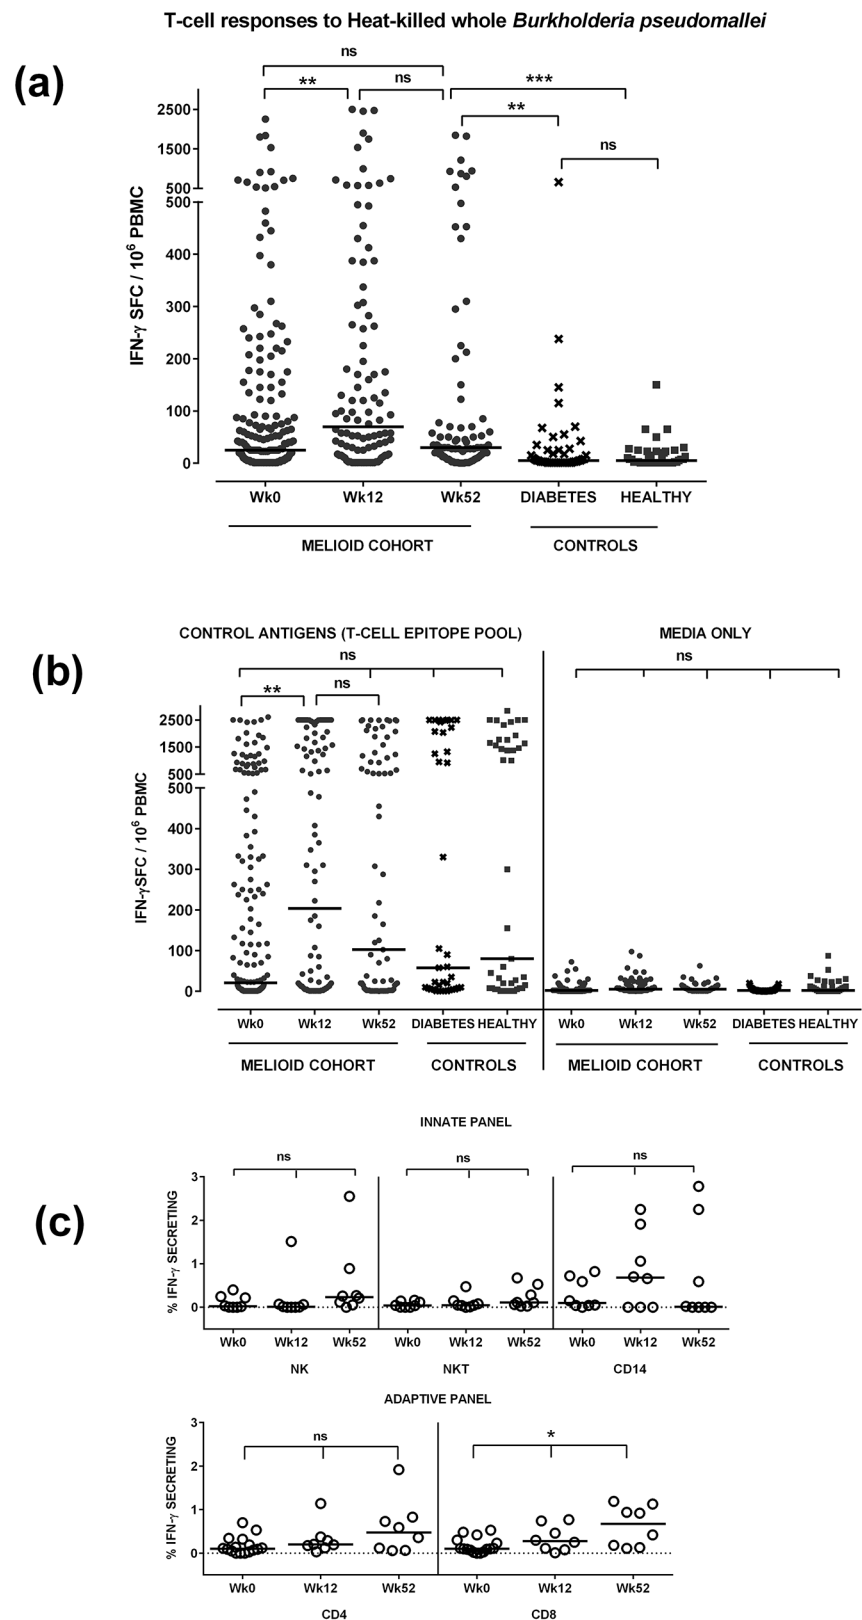 T-cell responses to Heat-killed whole Burkholderia pseudomallei
(a)
ns
** ns ***
**
ns
2500
1500
500
500
400
300
200
100
0
IFN-γ SFC / 10⁶ PBMC
Wk0 Wk12 Wk52 DIABETES HEALTHY
MELIOID COHORT CONTROLS
(b)
CONTROL ANTIGENS (T-CELL EPITOPE POOL) MEDIA ONLY
ns ns
** ns
2500
1500
500
500
400
300
200
100
0
IFN-γSFC / 10⁶ PBMC
Wk0 Wk12 Wk52 DIABETES HEALTHY Wk0 Wk12 Wk52 DIABETES HEALTHY
MELIOID COHORT CONTROLS MELIOID COHORT CONTROLS
(c)
INNATE PANEL
ns ns ns
3
2
1
0
% IFN-γ SECRETING
Wk0 Wk12 Wk52 Wk0 Wk12 Wk52 Wk0 Wk12 Wk52
NK NKT CD14
ADAPTIVE PANEL
ns *
3
2
1
0
% IFN-γ SECRETING
Wk0 Wk12 Wk52 Wk0 Wk12 Wk52
CD4 CD8